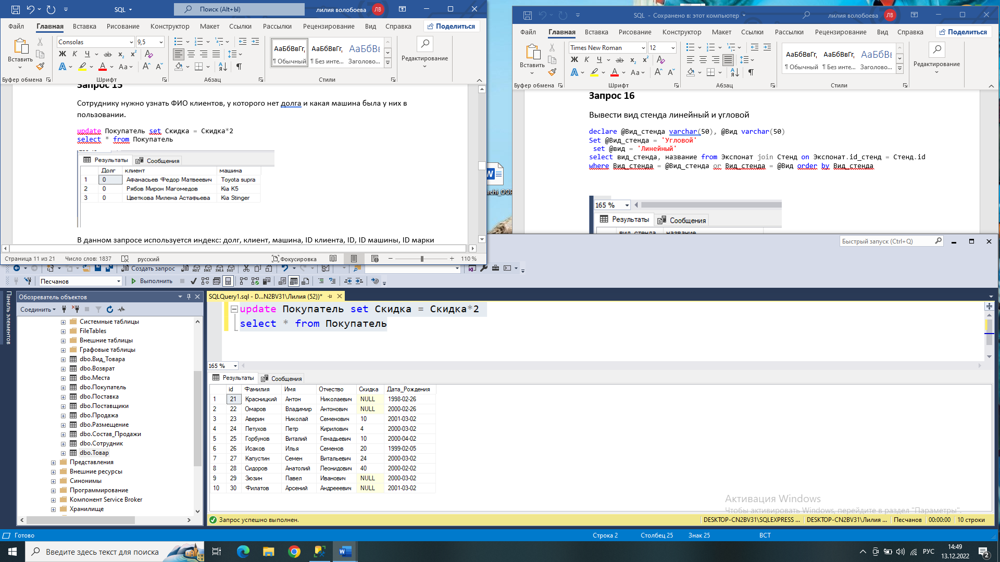 SQL
Поиск (Alt+Ы)
лилия волобоева
ЛВ
Файл Главная Вставка Рисование Конструктор Макет Ссылки Рассылки Рецензирование Вид Справка Поделиться
Consolas 9,5
Вставить
Ж К Ч ab x₂ x²
Аа
АаБбВвГг, АаБбВвГг, АаБбВв
¶ Обычный ¶ Без инте... Заголово...
Редактирование
Буфер обмена Шрифт Абзац Стили
Запрос 15
Сотруднику нужно узнать ФИО клиентов, у которого нет долга и какая машина была у них в
пользовании.
update Покупатель set Скидка = Скидка*2
select * from Покупатель
Результаты Сообщения
Долг клиент машина
1 0 Афанасьев Федор Матвеевич Toyota supra
2 0 Рябов Мирон Магомедов Kia K5
3 0 Цветкова Милена Астафьева Kia Stinger
В данном запросе используется индекс: долг, клиент, машина, ID клиента, ID, ID машины, ID марки
Страница 11 из 21 Число слов: 1837 русский Фокусировка 110 %
SQL - Сохранено в: этот компьютер
лилия волобоева
ЛВ
Файл Главная Вставка Рисование Конструктор Макет Ссылки Рассылки Рецензирование Вид Справка Поделиться
Times New Roman 12
Вставить
Ж К Ч ab x₂ x²
Аа
АаБбВвГг, АаБбВвГг, АаБбВв
¶ Обычный ¶ Без инте... Заголово...
Редактирование
Буфер обмена Шрифт Абзац Стили
Запрос 16
Вывести вид стенда линейный и угловой
declare @Вид_стенда varchar(50), @Вид varchar(50)
Set @Вид_стенда = 'Угловой'
set @вид = 'Линейный'
select вид_стенда, название from Экспонат join Стенд on Экспонат.id_стенд = Стенд.id
where Вид_стенда = @Вид_стенда or Вид_стенда = @Вид order by Вид_стенда
165 %
Результаты Сообщения
вид_стенда название
Быстрый запуск (Ctrl+Q)
Создать запрос MDX DMX XMLA DAX
Песчанов Выполнить
Панель элементов
Обозреватель объектов
Соединить
Системные таблицы
FileTables
Внешние таблицы
Графовые таблицы
dbo.Вид_Товара
dbo.Возврат
dbo.Места
dbo.Покупатель
dbo.Поставка
dbo.Поставщики
dbo.Продажа
dbo.Размещение
dbo.Состав_Продажи
dbo.Сотрудник
dbo.Товар
Представления
Внешние ресурсы
Синонимы
Программирование
Компонент Service Broker
Хранилище
SQLQuery1.sql - D...N2BV31\Лилия (52))*
update Покупатель set Скидка = Скидка*2
select * from Покупатель
165 %
Результаты Сообщения
id Фамилия Имя Отчество Скидка Дата_Рождения
1 21 Красницкий Антон Николаевич NULL 1998-02-26
2 22 Омаров Владимир Антонович NULL 2000-02-26
3 23 Аверин Николай Семенович 10 2001-03-02
4 24 Петухов Петр Кирилович 4 2000-03-02
5 25 Горбунов Виталий Генадьевич 10 2000-04-02
6 26 Исаков Илья Семенов 20 1999-02-05
7 27 Капустин Семен Витальевич 24 2000-03-02
8 28 Сидоров Анатолий Леонидович 40 2000-02-02
9 29 Зюзин Павел Иванович NULL 2000-03-02
10 30 Филатов Арсений Андрееевич NULL 2001-03-02
Активация Windows
Чтобы активировать Windows, перейдите в раздел "Параметры".
Запрос успешно выполнен. DESKTOP-CN2BV31\SQLEXPRESS ... DESKTOP-CN2BV31\Лилия ... Песчанов 00:00:00 10 строки
Готово Строка 2 Столбец 25 Знак 25 ВСТ
Введите здесь текст для поиска
РУС
14:49
13.12.2022
2